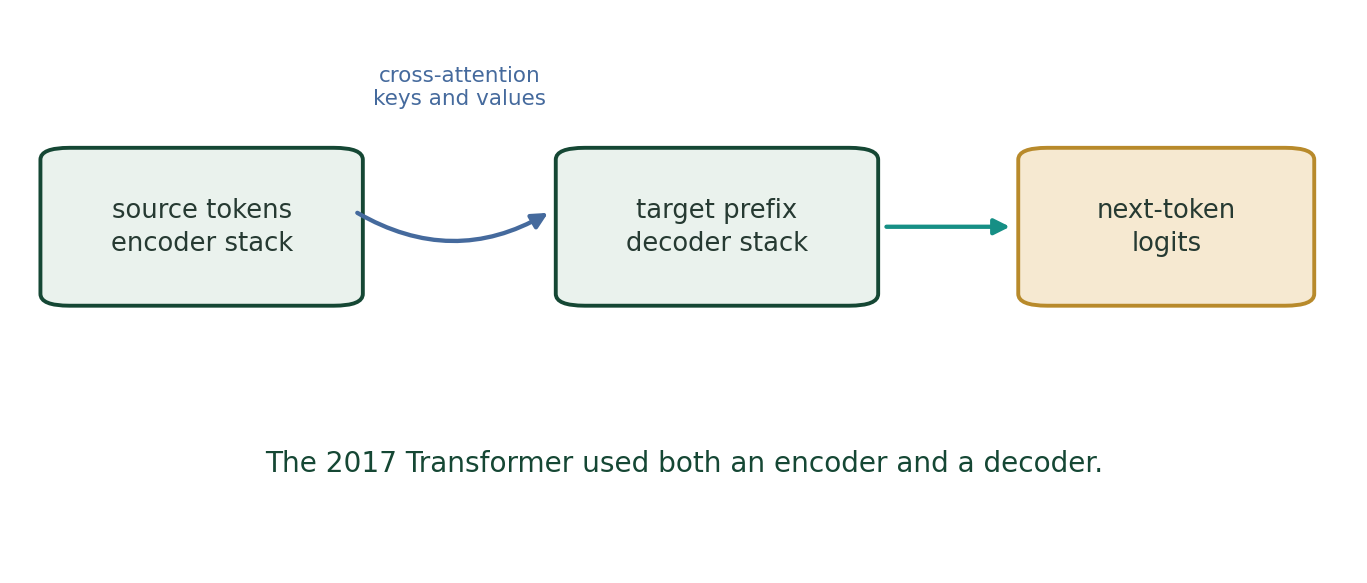 cross-attention
keys and values
source tokens
encoder stack
target prefix
decoder stack
next-token
logits
The 2017 Transformer used both an encoder and a decoder.